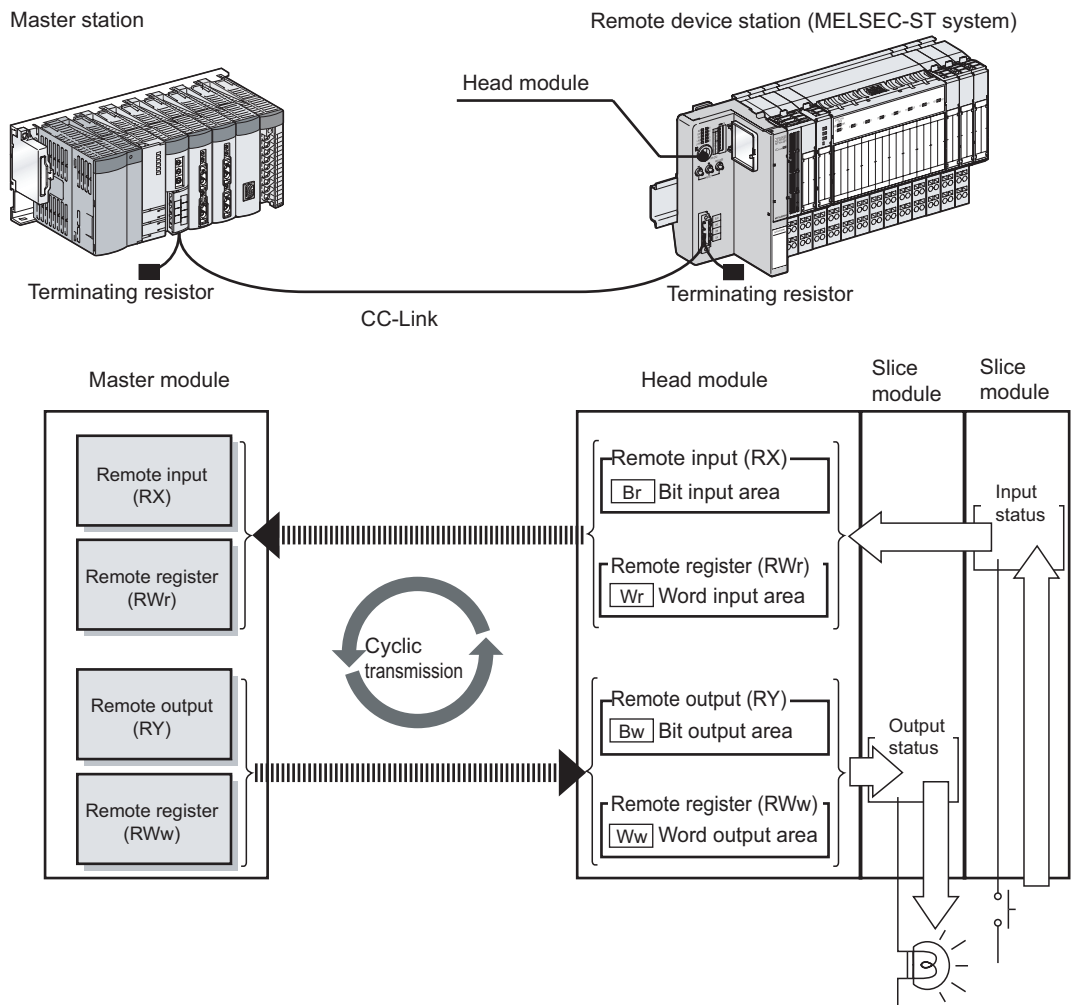 Master station
Remote device station (MELSEC-ST system)
Head module
Terminating resistor
Terminating resistor
CC-Link
Master module
Head module
Slice
module
Slice
module
Remote input
(RX)
Remote register
(RWr)
Remote output
(RY)
Remote register
(RWw)
Cyclic
transmission
Remote input (RX)
Br Bit input area
Remote register (RWr)
Wr Word input area
Remote output (RY)
Bw Bit output area
Remote register (RWw)
Ww Word output area
Output
status
Input
status